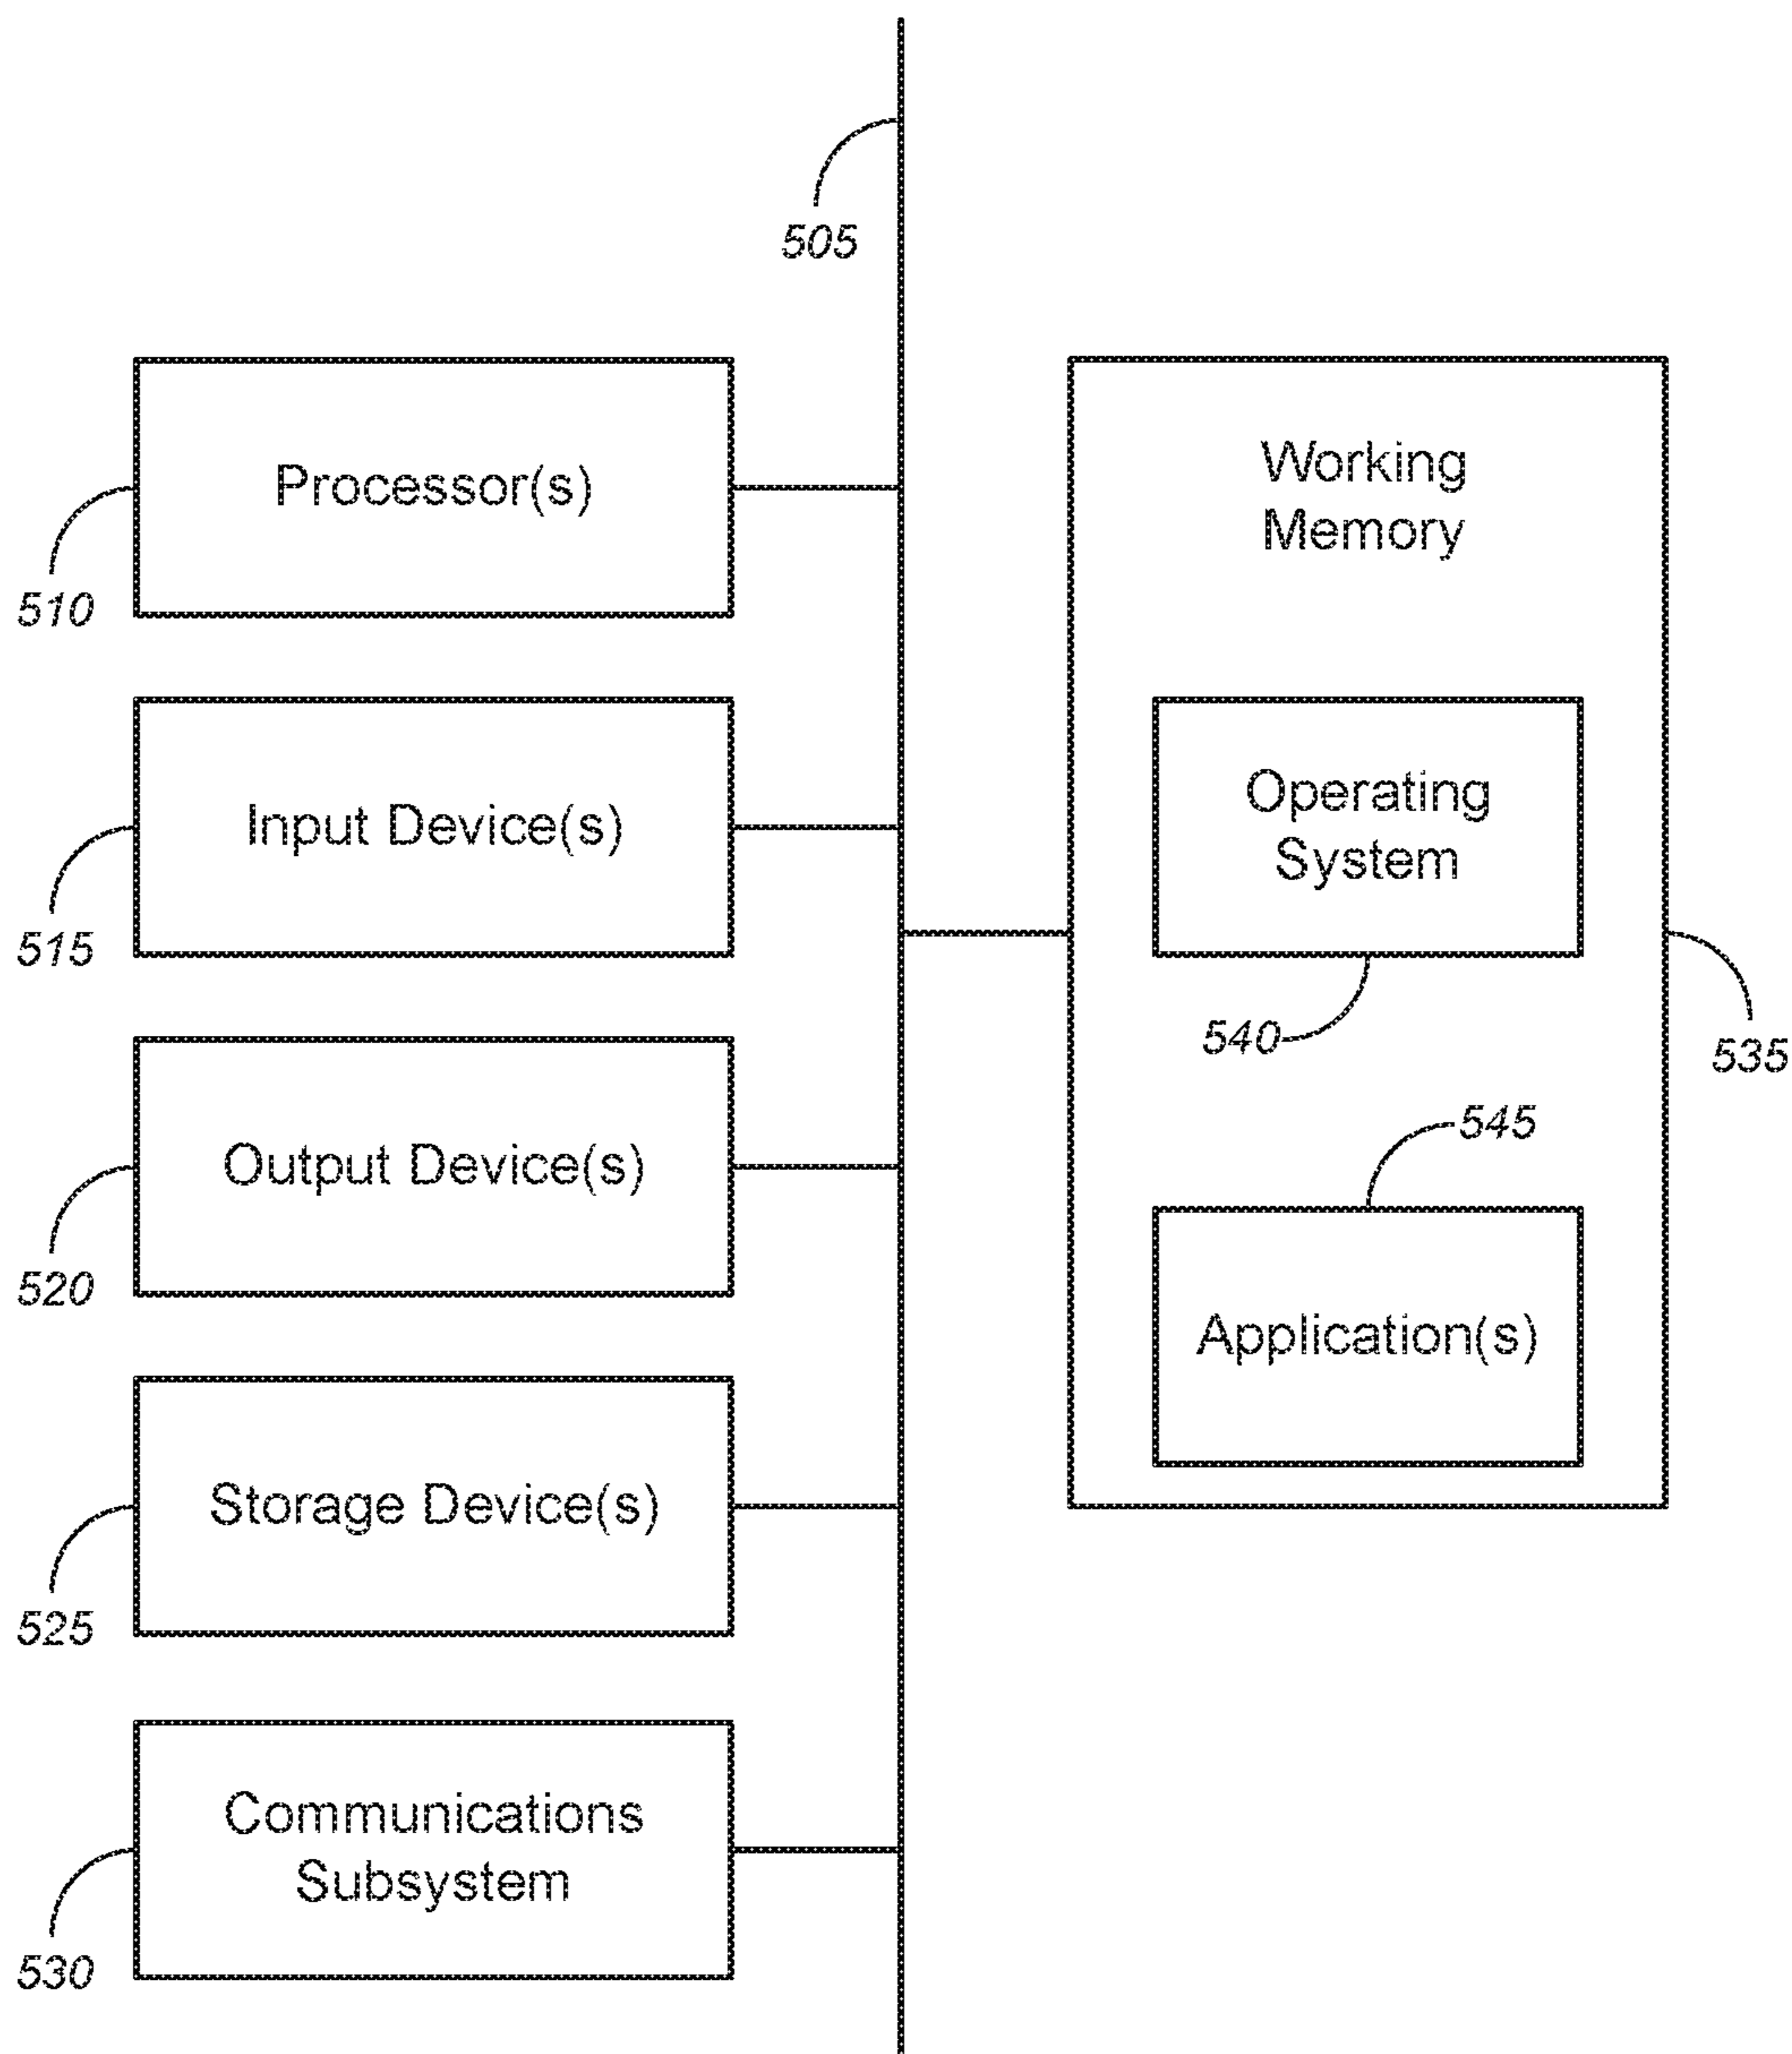 505
Processor(s)
510
Input Device(s)
515
Output Device(s)
520
Storage Device(s)
525
Communications
Subsystem
530
Working
Memory
Operating
System
540
535
545
Application(s)